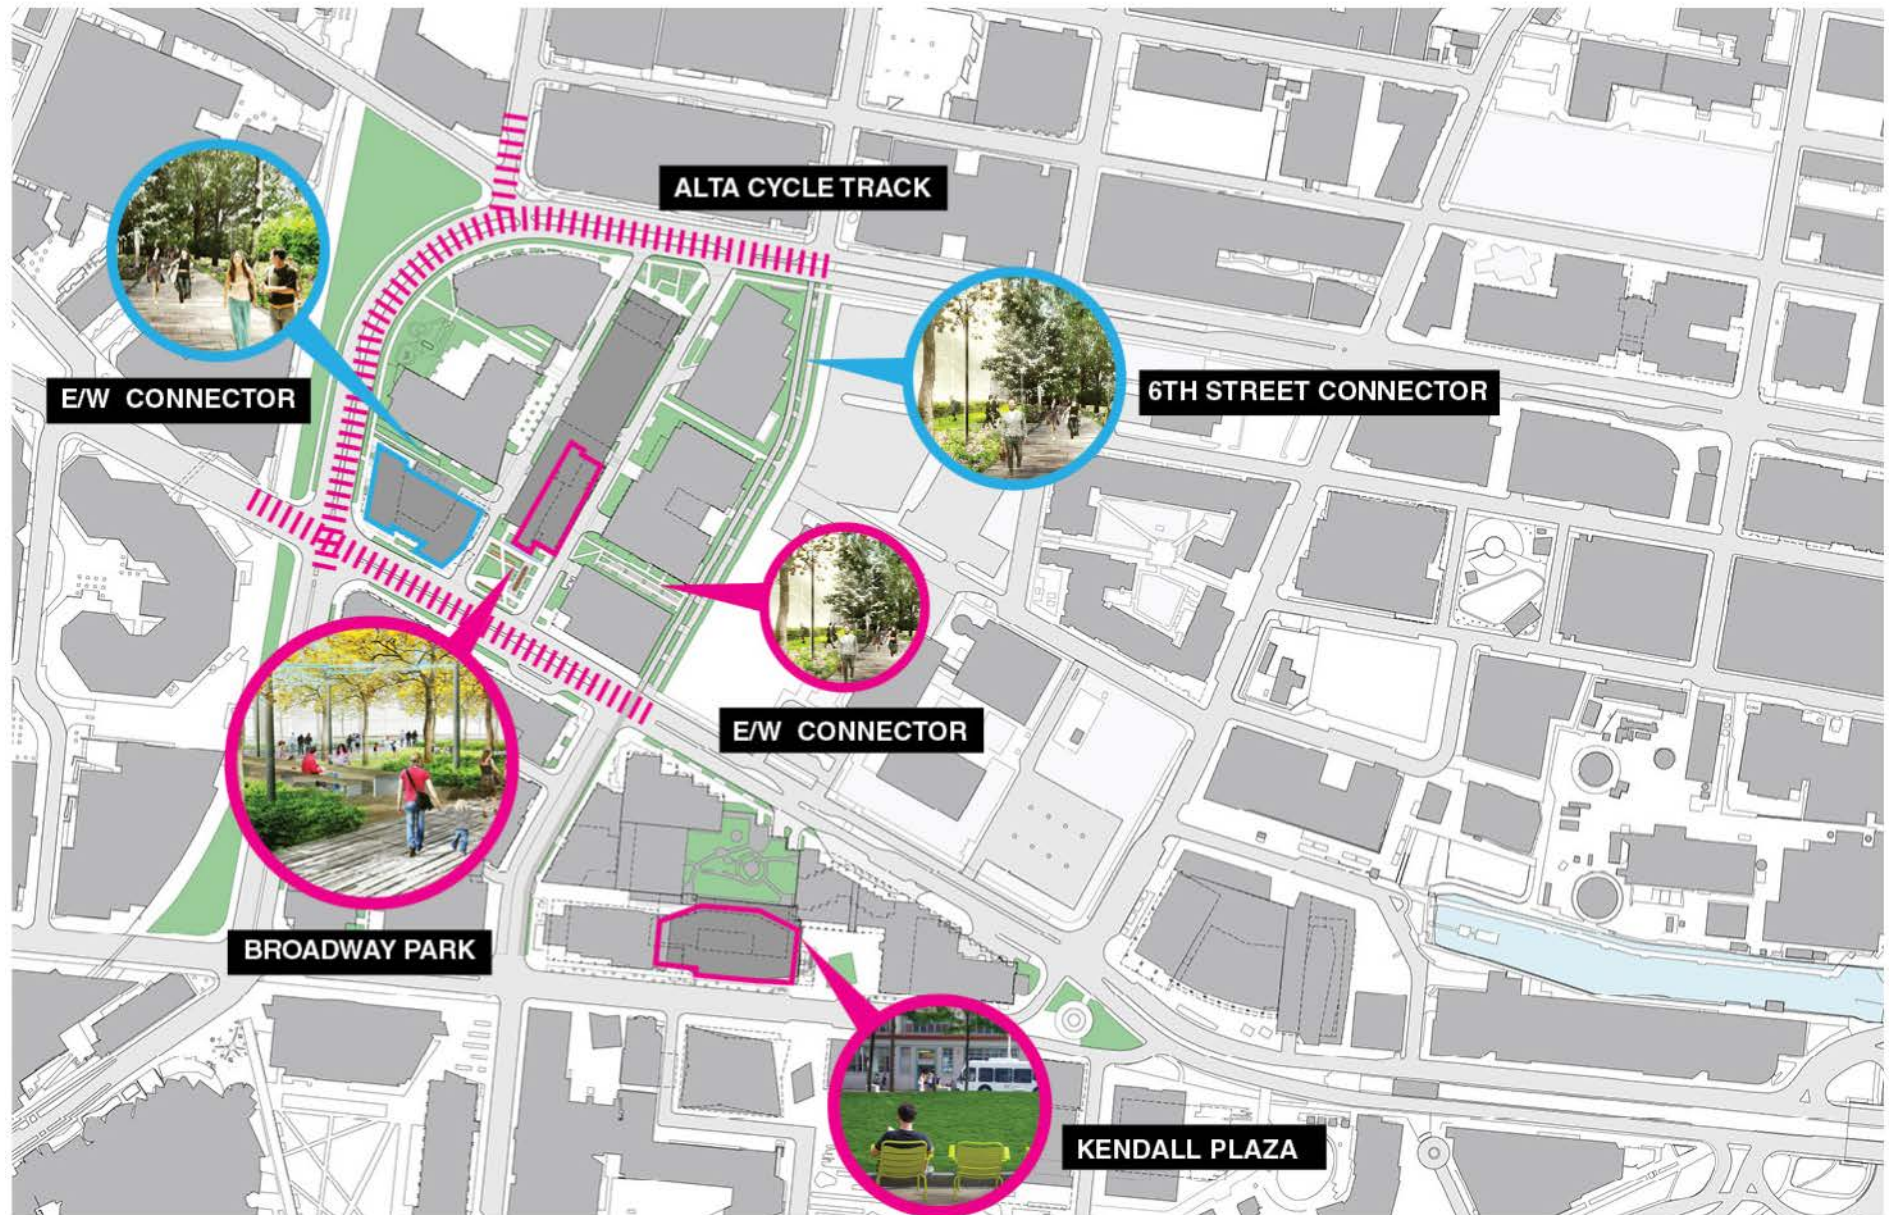 ALTA CYCLE TRACK
E/W CONNECTOR
6TH STREET CONNECTOR
E/W CONNECTOR
BROADWAY PARK
KENDALL PLAZA